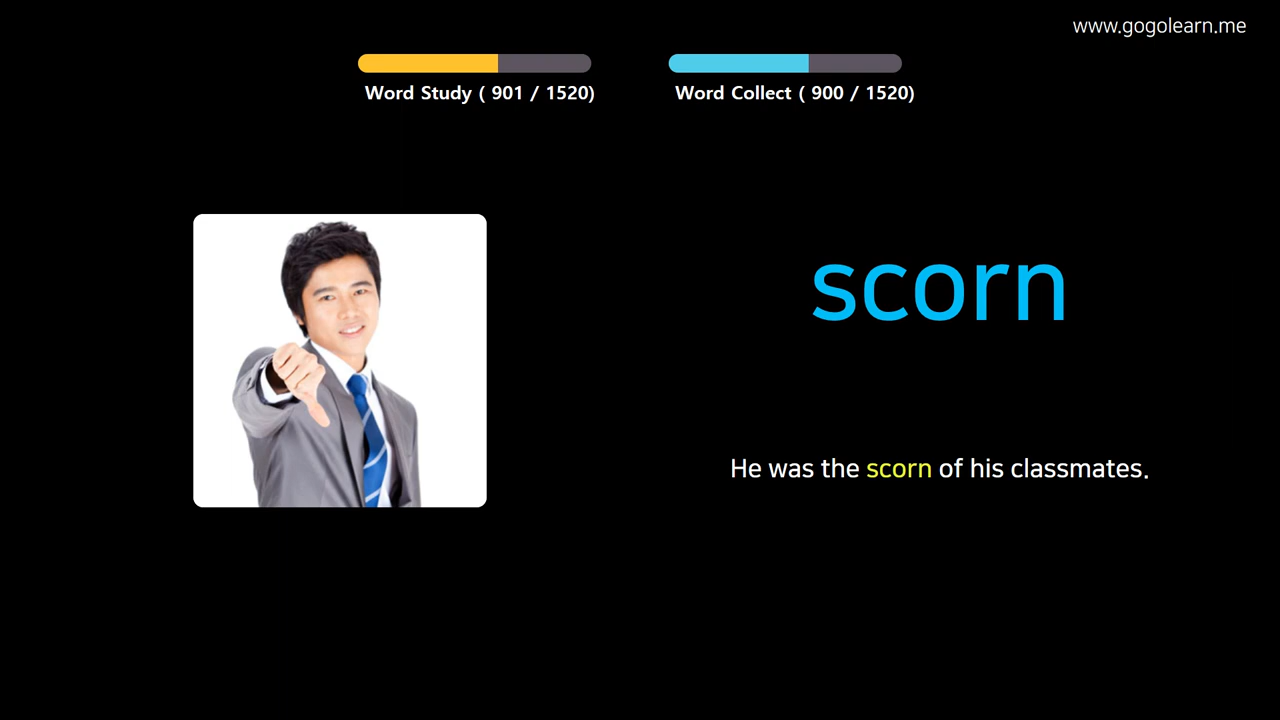 www.gogolearn.me
Word Study ( 901 / 1520)
Word Collect ( 900 / 1520)
scorn
He was the scorn of his classmates.